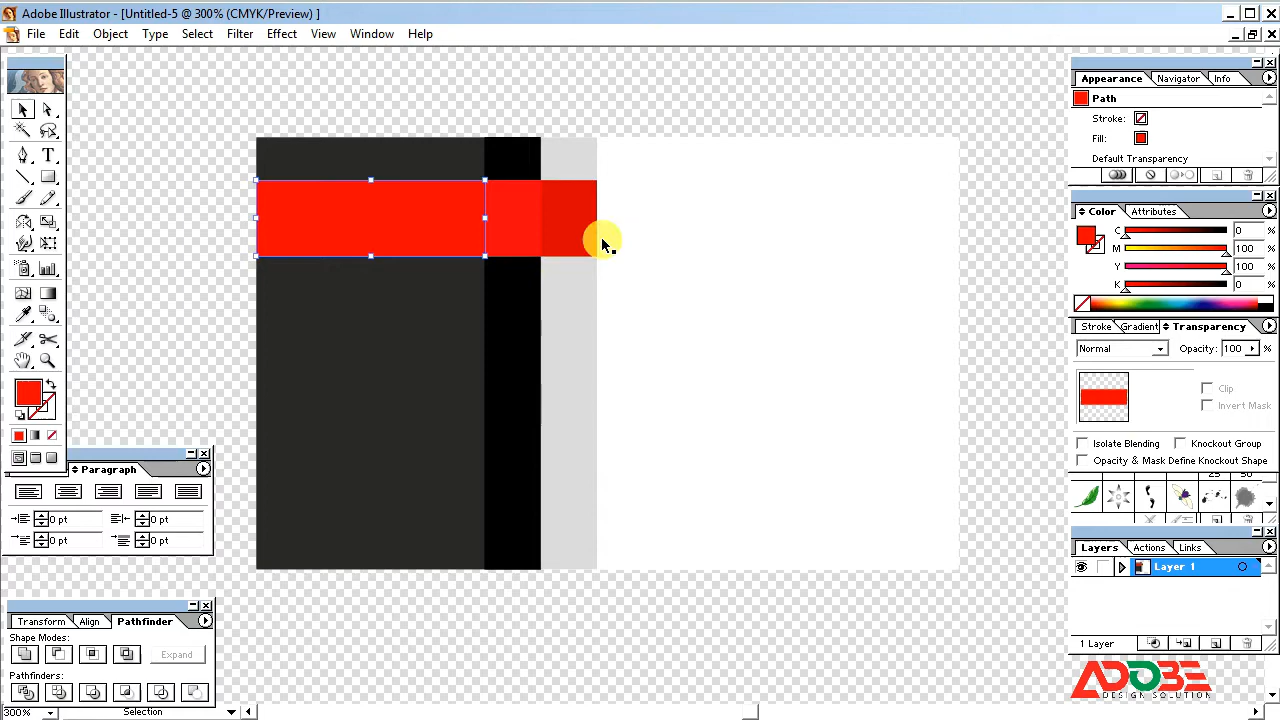 Adobe Illustrator - [Untitled-5 @ 300% (CMYK/Preview) ]
File Edit Object Type Select Filter Effect View Window Help
Appearance Navigator Info
Path
Stroke:
Fill:
Default Transparency
Color Attributes
C 0 %
M 100 %
Y 100 %
K 0 %
Stroke Gradient Transparency
Normal Opacity: 100 %
Clip
Invert Mask
Isolate Blending Knockout Group
Opacity & Mask Define Knockout Shape
Layers Actions Links
Layer 1
1 Layer
T
Paragraph
0 pt 0 pt
0 pt 0 pt
Transform Align Pathfinder
Shape Modes:
Expand
Pathfinders:
300% Selection
ADOBE
DESIGN SOLUTION